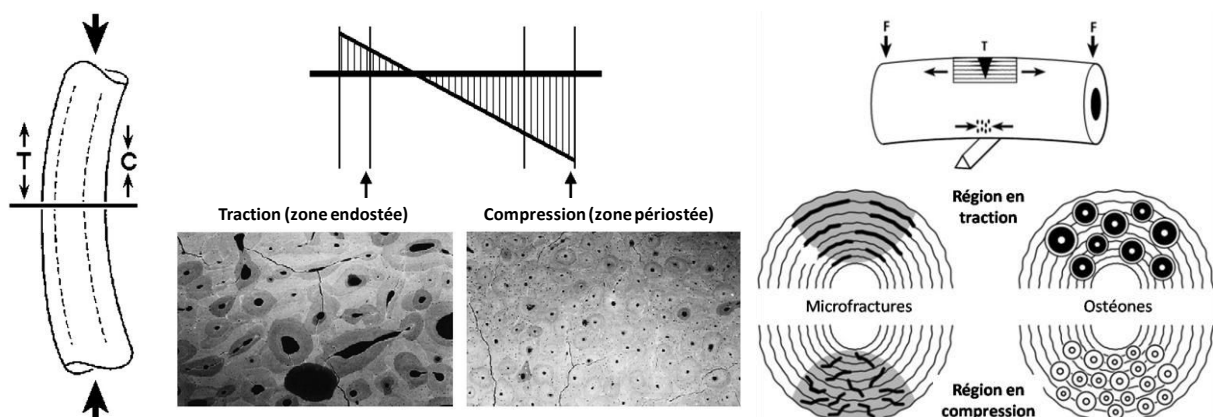 T
C
Traction (zone endostée)
Compression (zone périostée)
F
F
T
Région en
traction
Microfractures
Ostéones
Région en
compression